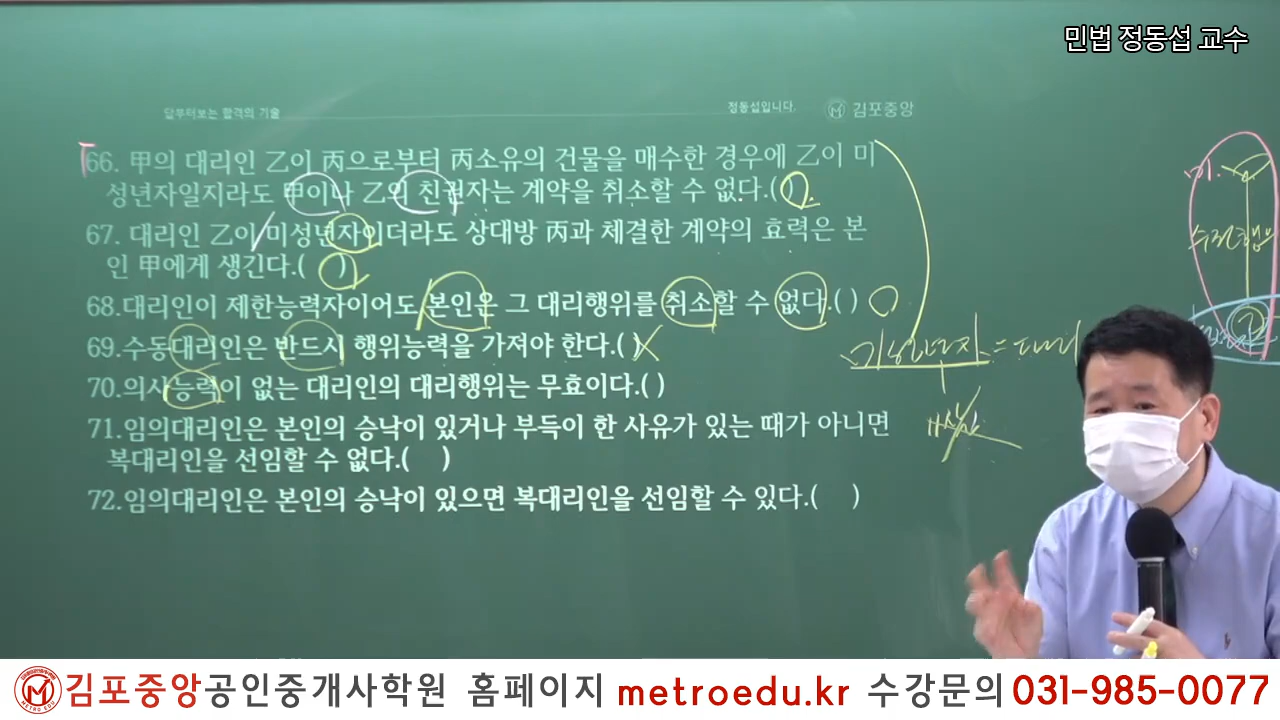 민법 정동섭 교수
답부터보는 합격의 기술
정동섭입니다.
김포중앙
66. 甲의 대리인 乙이 丙으로부터 丙소유의 건물을 매수한 경우에 乙이 미
성년자일지라도 甲이나 乙의 친권자는 계약을 취소할 수 없다.( )
67. 대리인 乙이 미성년자이더라도 상대방 丙과 체결한 계약의 효력은 본
인 甲에게 생긴다.( )
68.대리인이 제한능력자이어도 본인은 그 대리행위를 취소할 수 없다.( ) O
69.수동대리인은 반드시 행위능력을 가져야 한다.( ) X
70.의사능력이 없는 대리인의 대리행위는 무효이다.( )
71.임의대리인은 본인의 승낙이 있거나 부득이 한 사유가 있는 때가 아니면
복대리인을 선임할 수 없다.( )
72.임의대리인은 본인의 승낙이 있으면 복대리인을 선임할 수 있다.( )
미성년자
김포중앙공인중개사학원 홈페이지 metroedu.kr 수강문의 031-985-0077